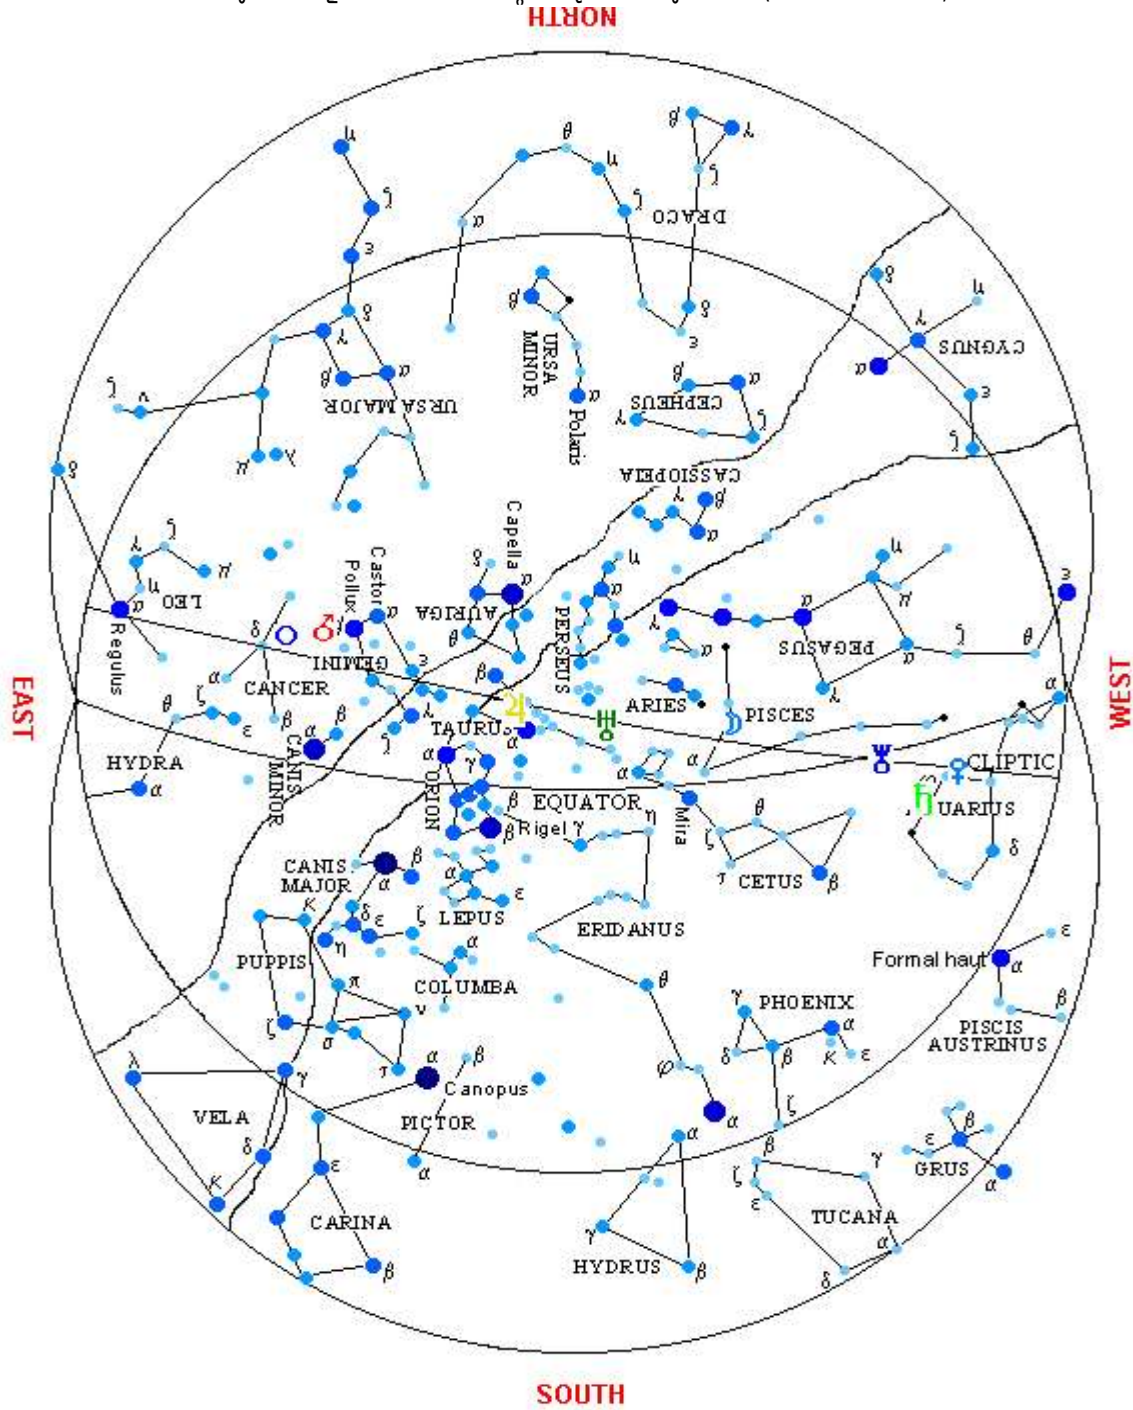 NORTH
μ
ζ
ε
δ
γ
β
α
URSA MAJOR
θ
μ
ζ
α
DRACO
β
γ
ζ
δ
ε
β
URSA
MINOR
α
Polaris
β
α
CEPHEUS
γ
ζ
δ
μ
γ
CYGNUS
α
ε
ζ
ζ
ν
μ
λ
δ
CASSIOPEIA
γ
β
α
Capella
δ
α
AURIGA
θ
Castor
Pollux
α
GEMINI
ε
γ
ζ
PERSEUS
μ
α
γ
α
PEGASUS
μ
α
ζ
θ
ε
γ
LEO
γ
ζ
μ
η
α
Regulus
δ
α
CANCER
β
ARIES
α
PISCES
α
EAST
WEST
HYDRA
θ
ζ
ε
α
CANIS
MINOR
α
β
TAURUS
β
α
ORION
α
γ
β
β
Rigel
EQUATOR
CLIPTIC
UARIUS
α
δ
Mira
α
CETUS
ζ
θ
τ
β
γ
η
ERIDANUS
θ
φ
α
CANIS
MAJOR
α
β
δ
ε
η
ζ
LEPUS
α
ε
COLUMBA
α
PUPPIS
κ
π
ν
ζ
σ
τ
α
Canopus
β
PICTOR
α
Formal haut
α
ε
β
PISCIS
AUSTRINUS
PHOENIX
γ
α
κ
ε
δ
β
ζ
VELA
λ
γ
δ
κ
CARINA
ε
β
HYDRUS
α
γ
β
TUCANA
β
ζ
ε
γ
α
δ
GRUS
β
ε
α
SOUTH